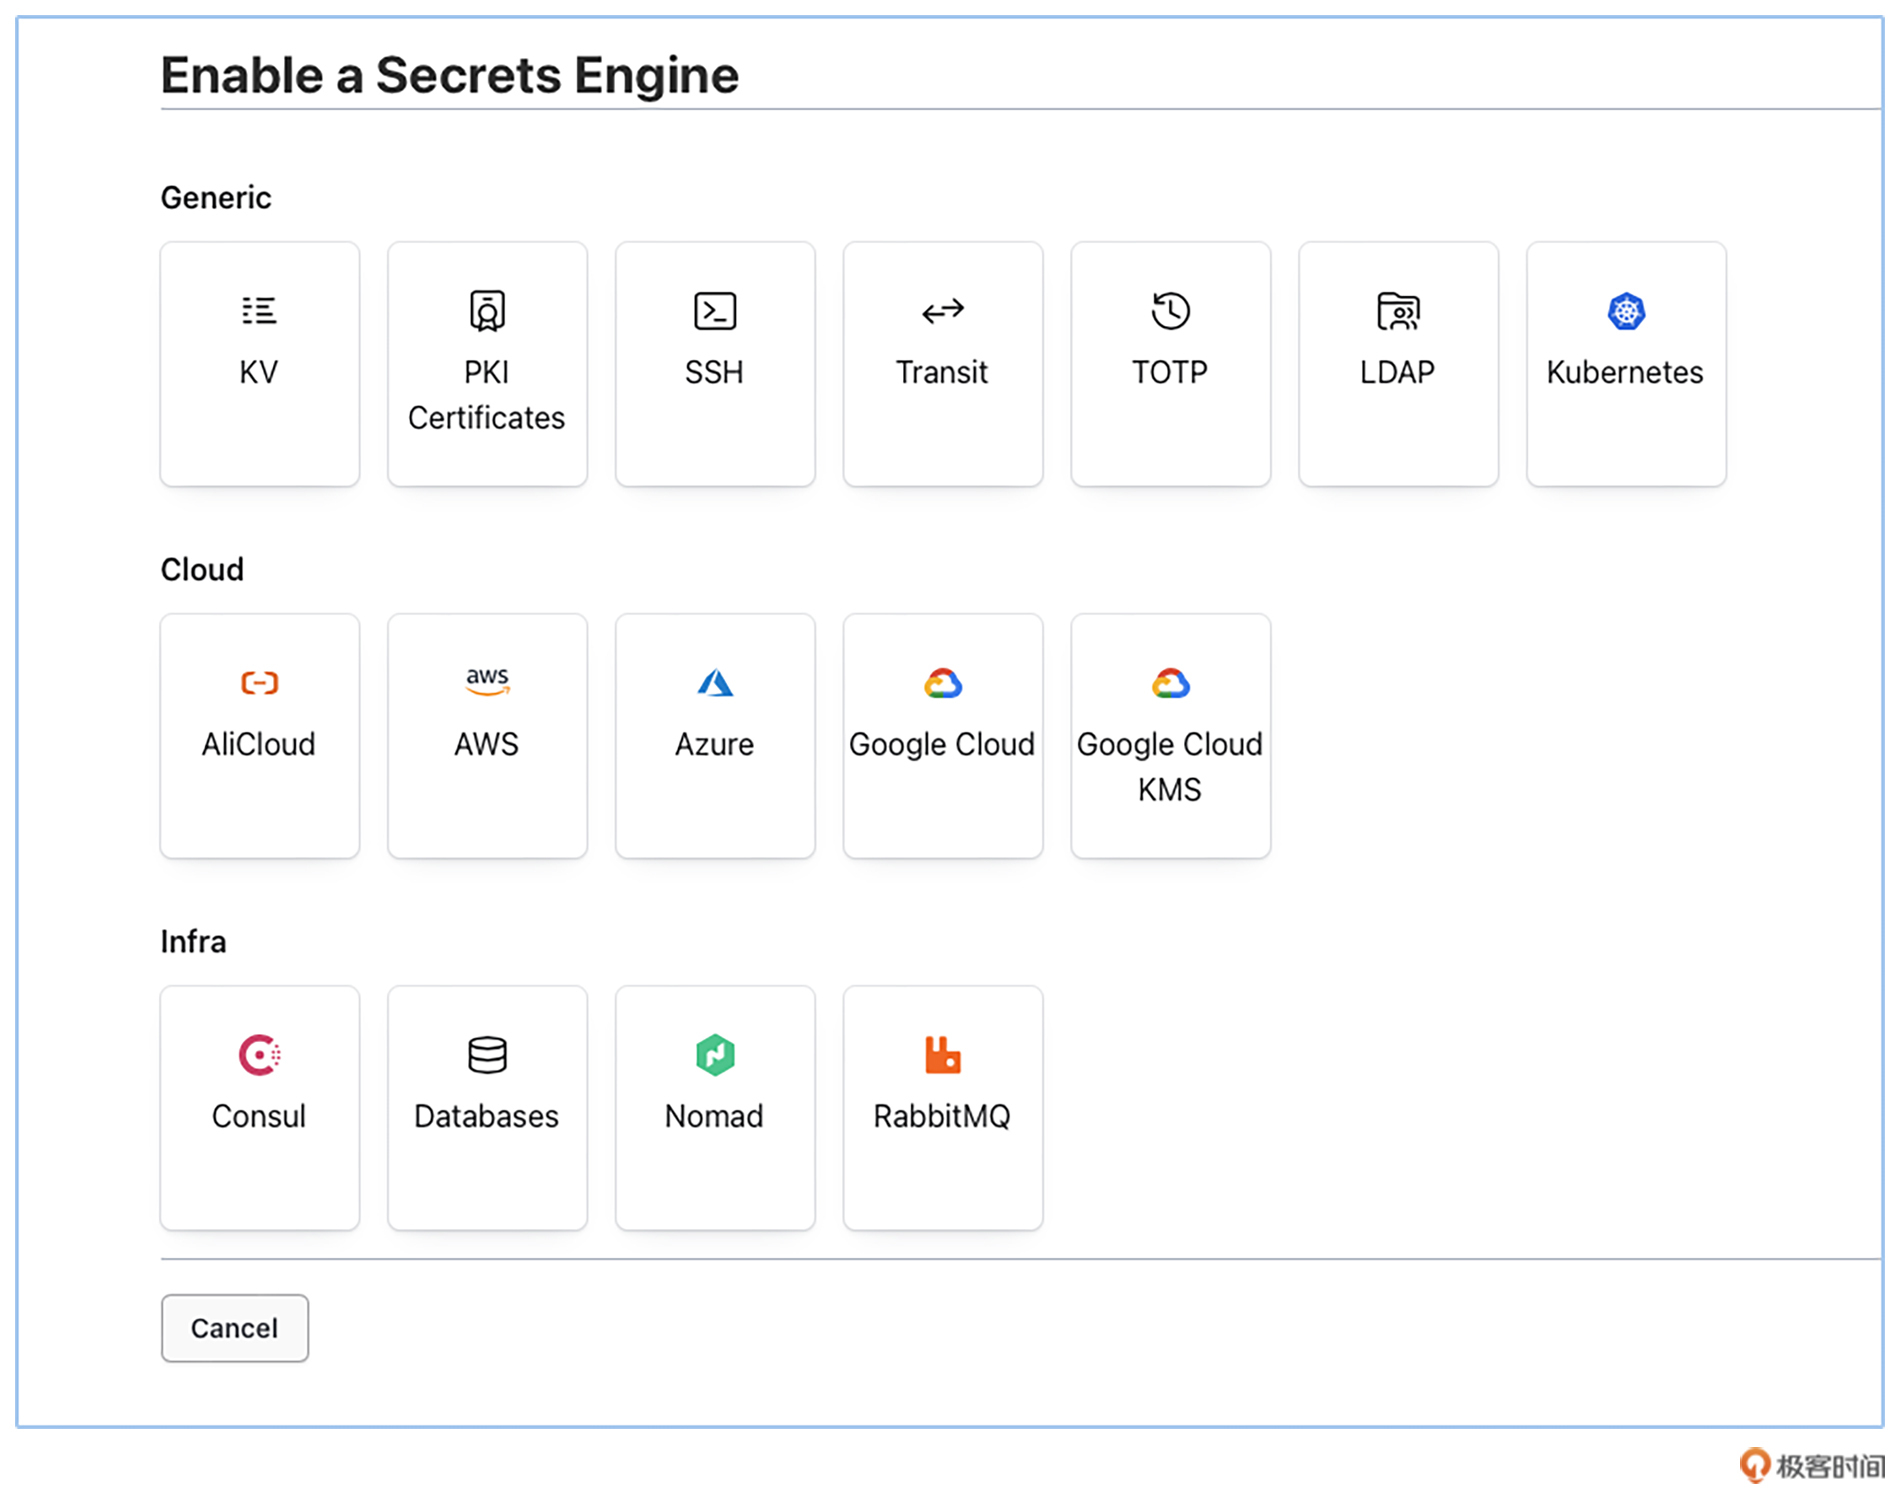 Enable a Secrets Engine
Generic
KV
PKI
Certificates
SSH
Transit
TOTP
LDAP
Kubernetes
Cloud
aws
AliCloud
AWS
Azure
Google Cloud
Google Cloud
KMS
Infra
Consul
Databases
Nomad
RabbitMQ
Cancel
极客时间